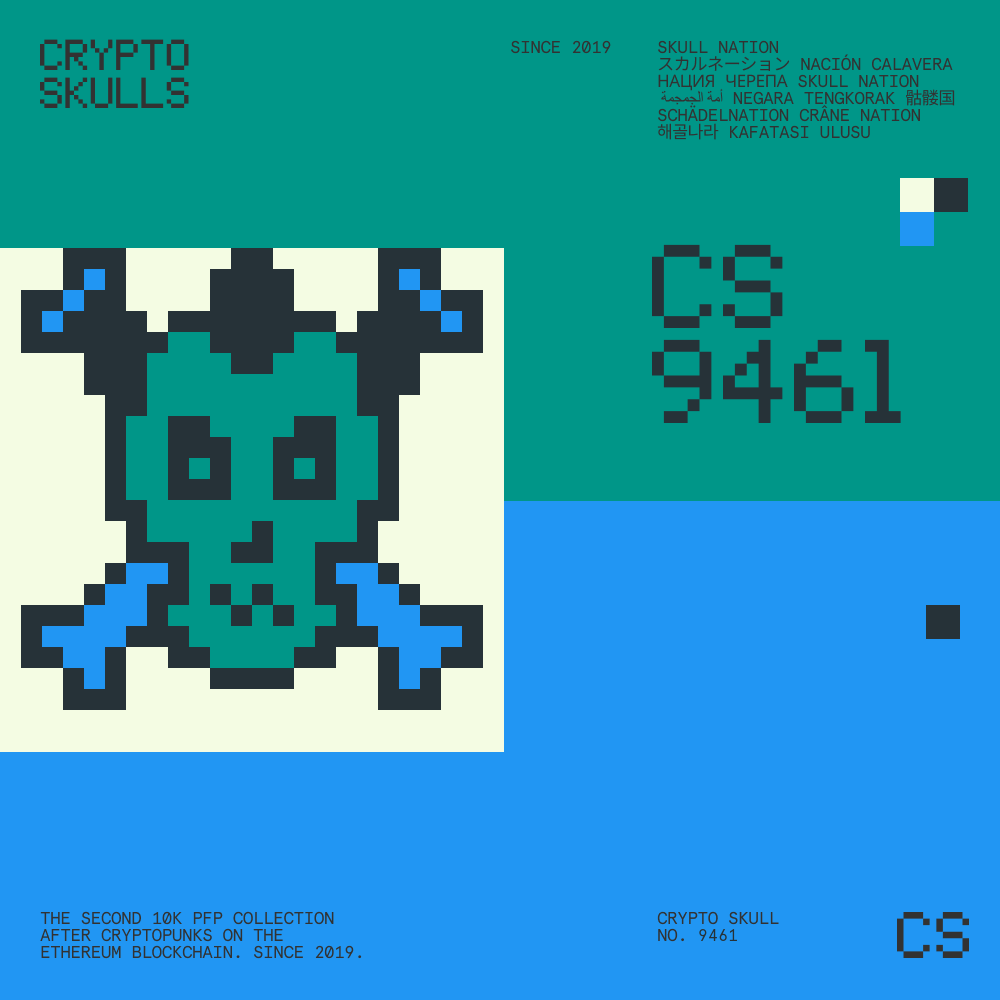 CRYPTO
SKULLS
SINCE 2019
SKULL NATION
スカルネーション NACIÓN CALAVERA
НАЦИЯ ЧЕРЕПА SKULL NATION
أمة الجمجمة NEGARA TENGKORAK 骷髅国
SCHÄDELNATION CRÂNE NATION
해골나라 KAFATASI ULUSU
CS
9461
THE SECOND 10K PFP COLLECTION
AFTER CRYPTOPUNKS ON THE
ETHEREUM BLOCKCHAIN. SINCE 2019.
CRYPTO SKULL
NO. 9461
CS